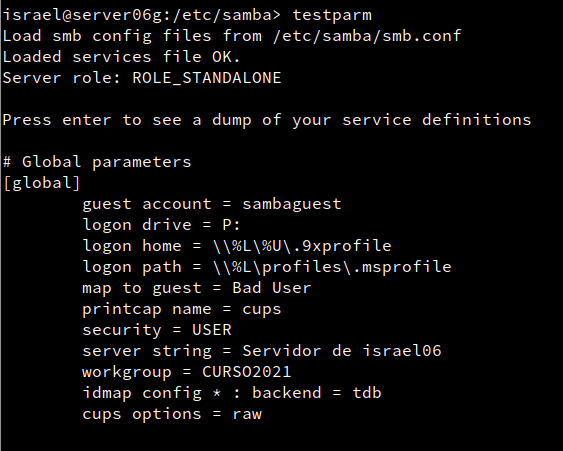 israel@server06g:/etc/samba> testparm
Load smb config files from /etc/samba/smb.conf
Loaded services file OK.
Server role: ROLE_STANDALONE

Press enter to see a dump of your service definitions

# Global parameters
[global]
        guest account = sambaguest
        logon drive = P:
        logon home = \\%L\%U\.9xprofile
        logon path = \\%L\profiles\.msprofile
        map to guest = Bad User
        printcap name = cups
        security = USER
        server string = Servidor de israel06
        workgroup = CURSO2021
        idmap config * : backend = tdb
        cups options = raw